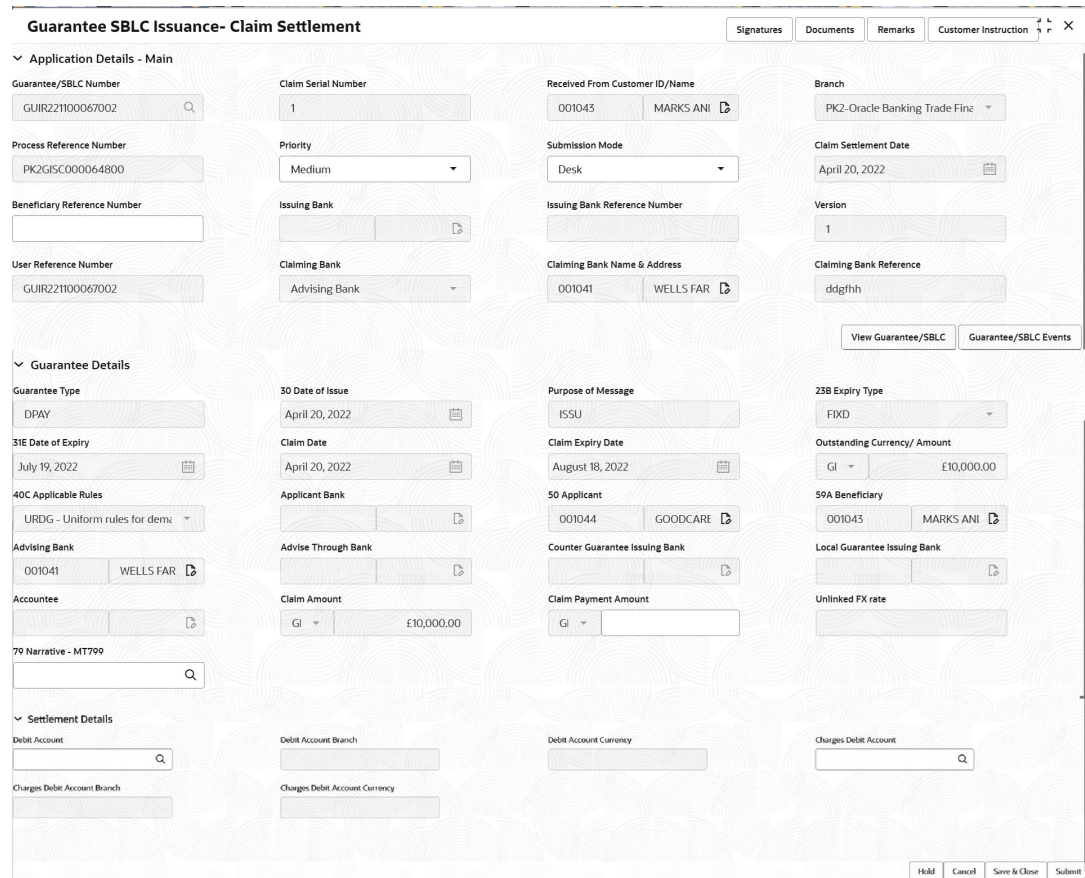 Guarantee SBLC Issuance- Claim Settlement
Signatures
Documents
Remarks
Customer Instruction
Application Details - Main
Guarantee/SBLC Number
Claim Serial Number
Received From Customer ID/Name
Branch
GUIR221100067002
1
001043
MARKS ANI
PK2-Oracle Banking Trade Fina
Process Reference Number
Priority
Submission Mode
Claim Settlement Date
PK2GISC000064800
Medium
Desk
April 20, 2022
Beneficiary Reference Number
Issuing Bank
Issuing Bank Reference Number
Version
1
User Reference Number
Claiming Bank
Claiming Bank Name & Address
Claiming Bank Reference
GUIR221100067002
Advising Bank
001041
WELLS FAR
ddgfhh
View Guarantee/SBLC
Guarantee/SBLC Events
Guarantee Details
Guarantee Type
30 Date of Issue
Purpose of Message
23B Expiry Type
DPAY
April 20, 2022
ISSU
FIXD
31E Date of Expiry
Claim Date
Claim Expiry Date
Outstanding Currency/ Amount
July 19, 2022
April 20, 2022
August 18, 2022
£10,000.00
40C Applicable Rules
Applicant Bank
50 Applicant
59A Beneficiary
URDG - Uniform rules for dema
001044
GOODCARE
001043
MARKS ANI
Advising Bank
Advise Through Bank
Counter Guarantee Issuing Bank
Local Guarantee Issuing Bank
001041
WELLS FAR
Accountee
Claim Amount
Claim Payment Amount
Unlinked FX rate
£10,000.00
79 Narrative - MT799
Settlement Details
Debit Account
Debit Account Branch
Debit Account Currency
Charges Debit Account
Charges Debit Account Branch
Charges Debit Account Currency
Hold
Cancel
Save & Close
Submit